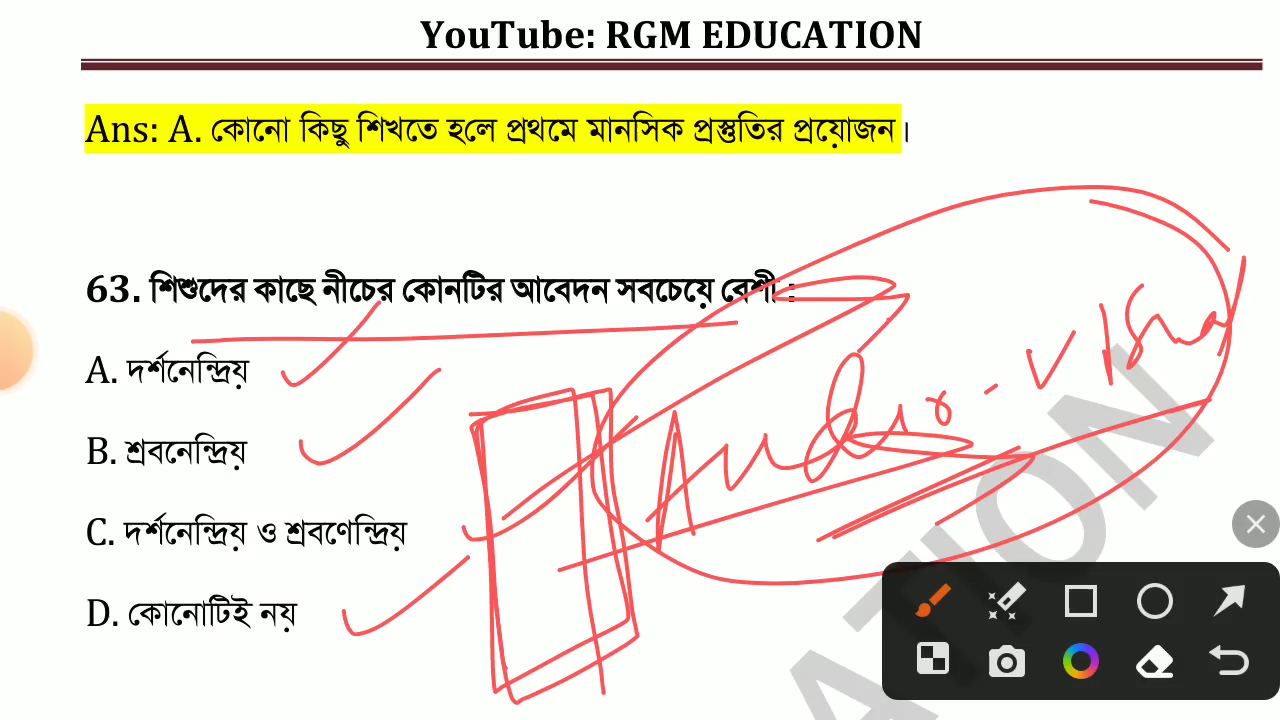 YouTube: RGM EDUCATION
Ans: A. কোনো কিছু শিখতে হলে প্রথমে মানসিক প্রস্তুতির প্রয়োজন।
63. শিশুদের কাছে নীচের কোনটির আবেদন সবচেয়ে বেশী :
A. দর্শনেন্দ্রিয়
B. শ্রবনেন্দ্রিয়
C. দর্শনেন্দ্রিয় ও শ্রবণেন্দ্রিয়
D. কোনোটিই নয়
ATION